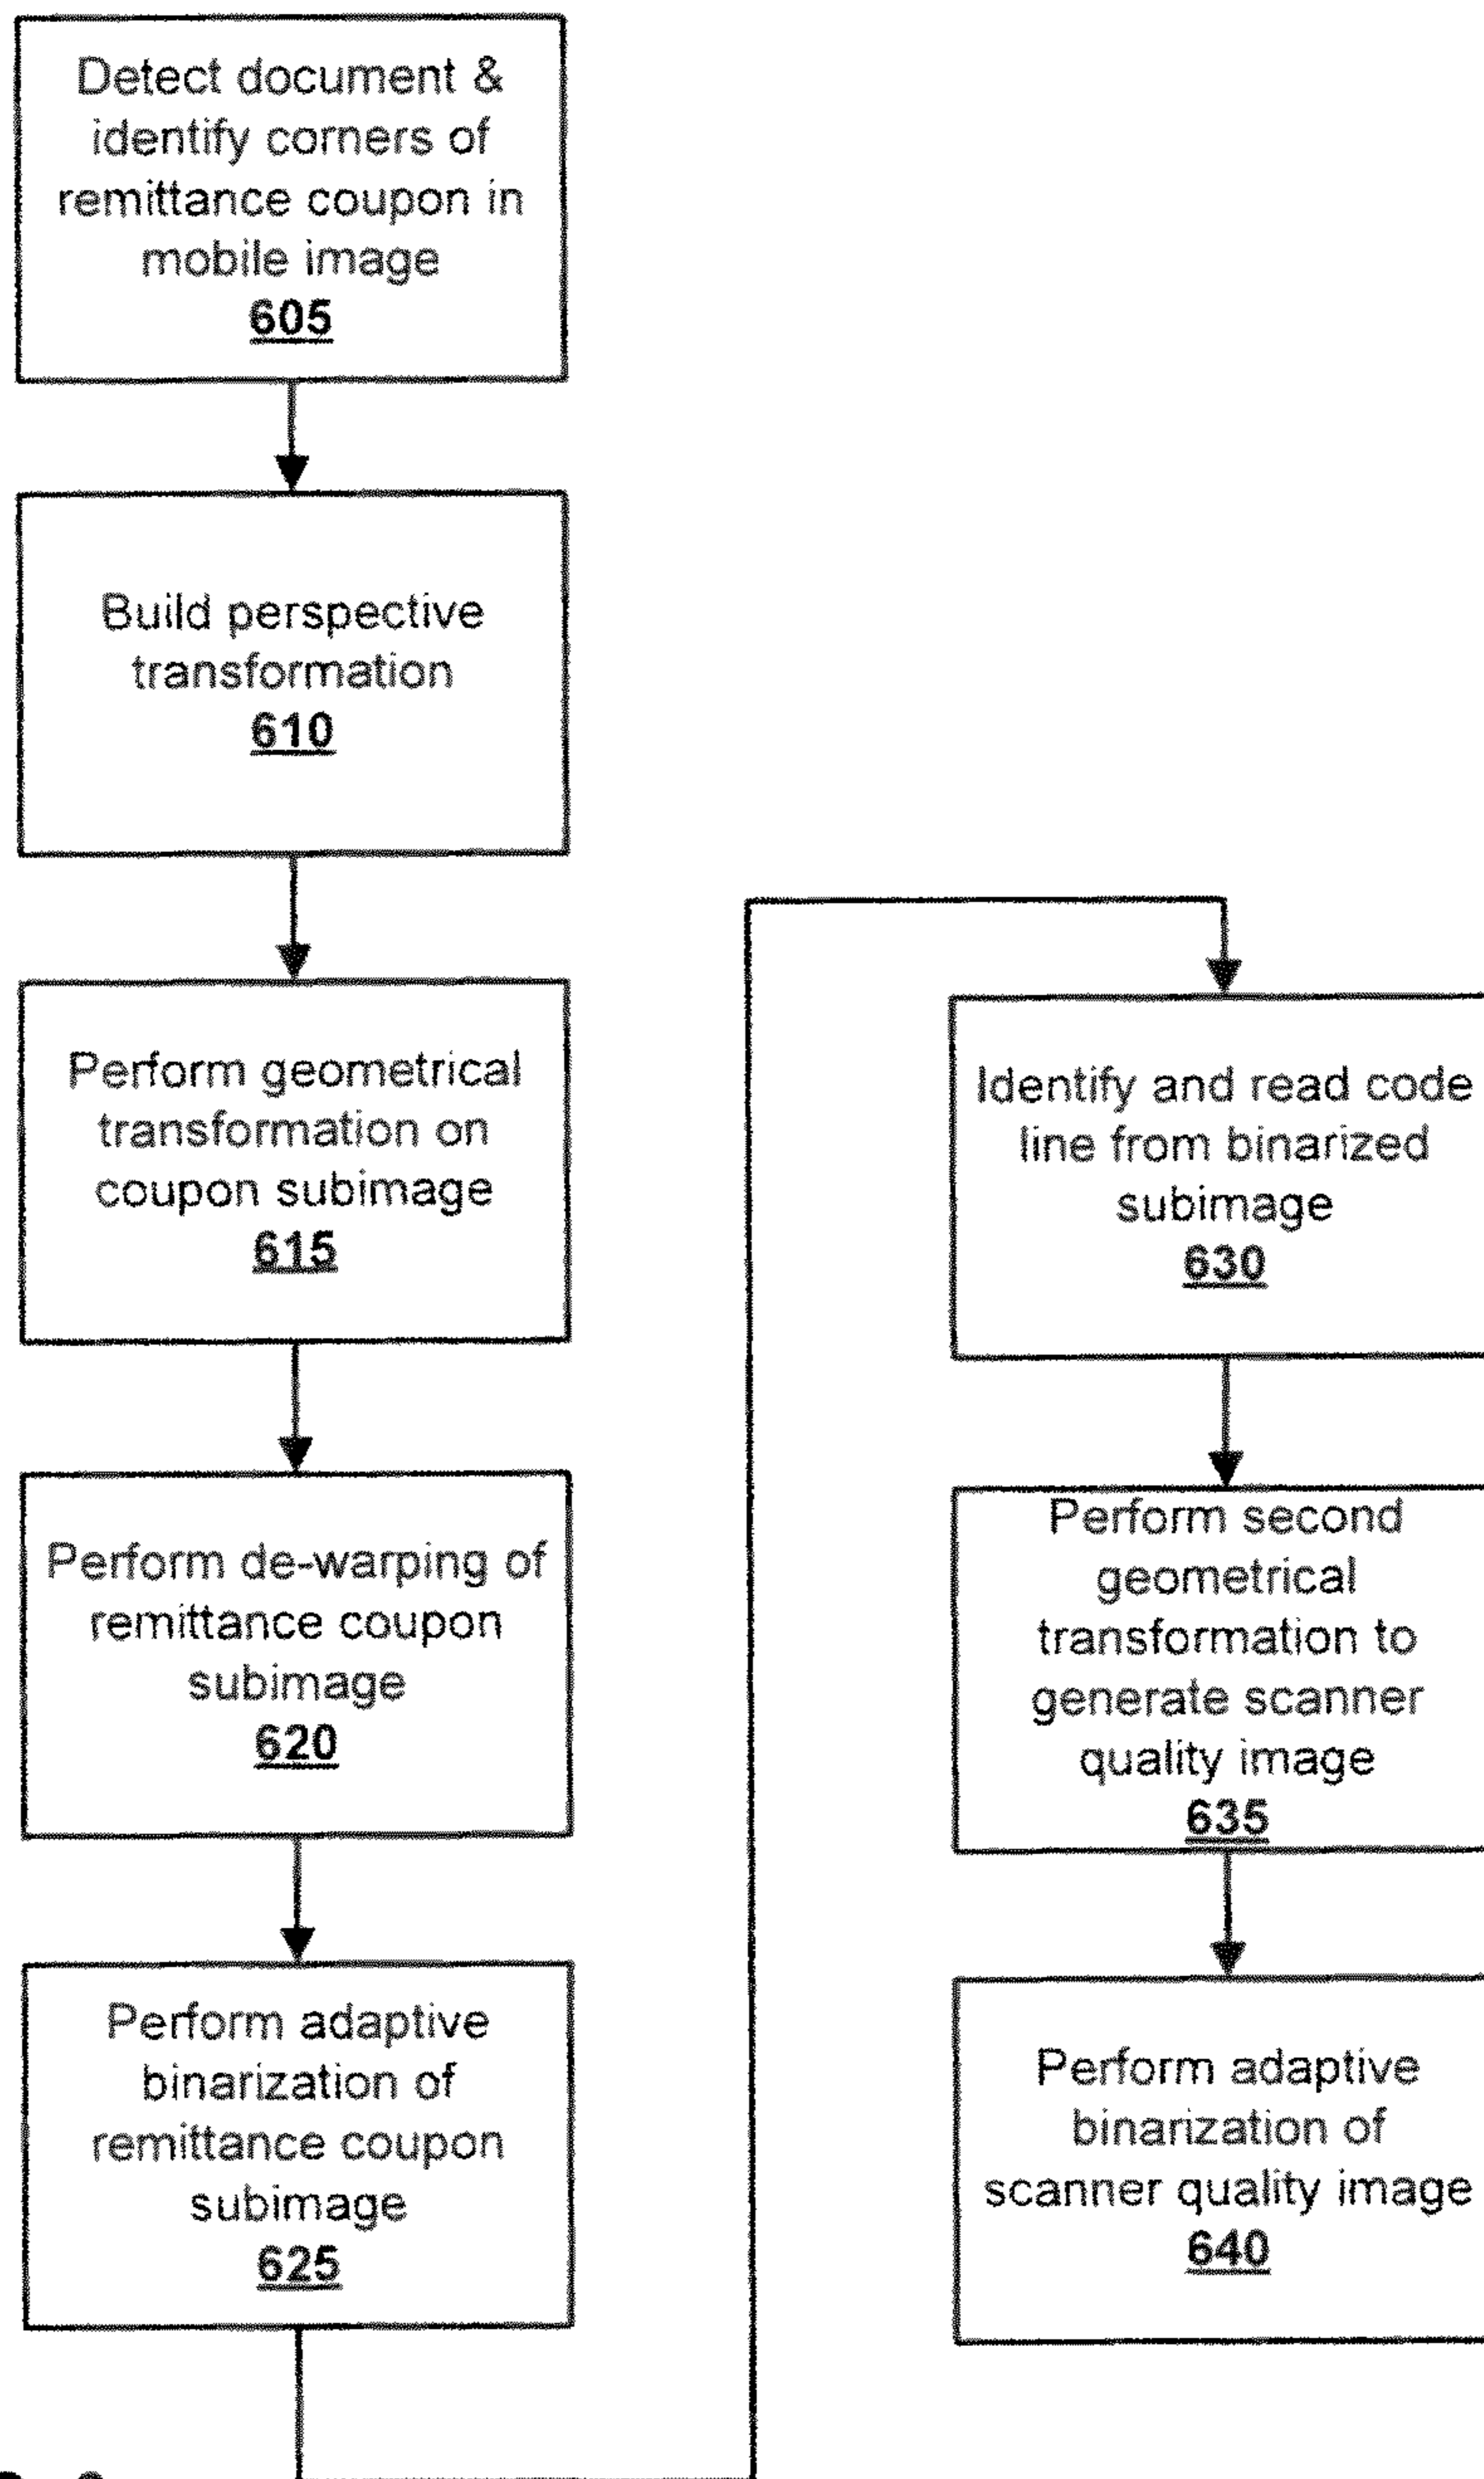 Detect document &
identify corners of
remittance coupon in
mobile image
605
Build perspective
transformation
610
Perform geometrical
transformation on
coupon subimage
615
Perform de-warping of
remittance coupon
subimage
620
Perform adaptive
binarization of
remittance coupon
subimage
625
Identify and read code
line from binarized
subimage
630
Perform second
geometrical
transformation to
generate scanner
quality image
635
Perform adaptive
binarization of
scanner quality image
640